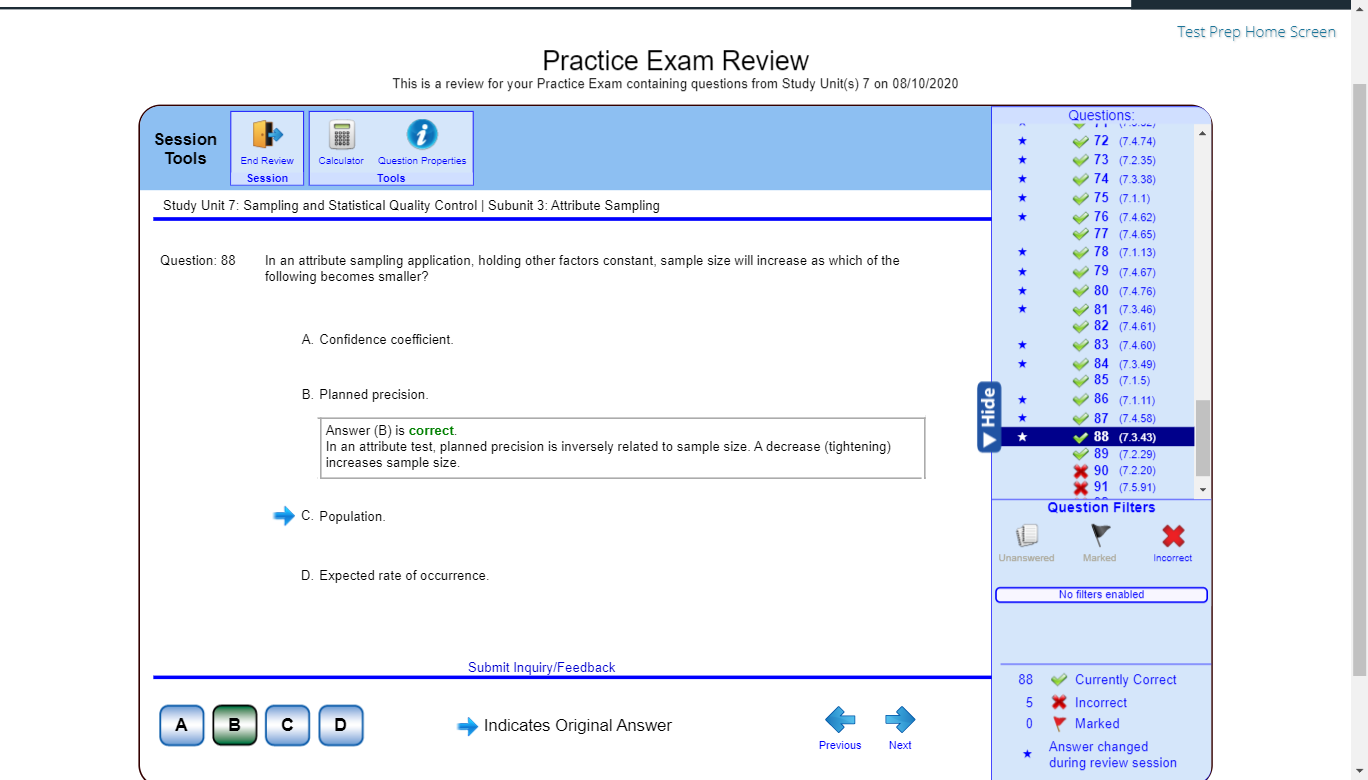 Test Prep Home Screen
Practice Exam Review
This is a review for your Practice Exam containing questions from Study Unit(s) 7 on 08/10/2020
Session Tools
End Review
Session
Calculator
Question Properties
Tools
Study Unit 7: Sampling and Statistical Quality Control | Subunit 3: Attribute Sampling
Question: 88
In an attribute sampling application, holding other factors constant, sample size will increase as which of the
following becomes smaller?
A. Confidence coefficient.
B. Planned precision.
Answer (B) is correct.
In an attribute test, planned precision is inversely related to sample size. A decrease (tightening)
increases sample size.
C. Population.
D. Expected rate of occurrence.
Submit Inquiry/Feedback
A
B
C
D
Indicates Original Answer
Previous
Next
Hide
Questions:
72 (7.4.74)
73 (7.2.35)
74 (7.3.38)
75 (7.1.1)
76 (7.4.62)
77 (7.4.65)
78 (7.1.13)
79 (7.4.67)
80 (7.4.76)
81 (7.3.46)
82 (7.4.61)
83 (7.4.60)
84 (7.3.49)
85 (7.1.5)
86 (7.1.11)
87 (7.4.58)
88 (7.3.43)
89 (7.2.29)
90 (7.2.20)
91 (7.5.91)
Question Filters
Unanswered
Marked
Incorrect
No filters enabled
88 Currently Correct
5 Incorrect
0 Marked
Answer changed
during review session